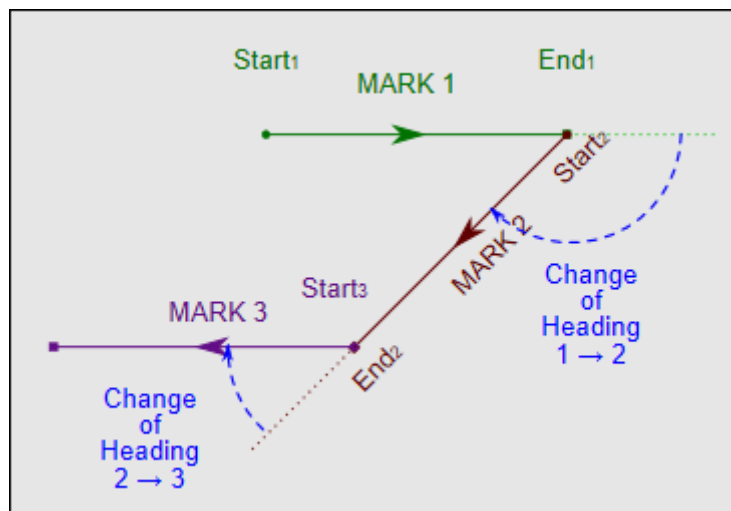 Start₁
End₁
MARK 1
Start₂
MARK 2
Change
of
Heading
1 → 2
Start₃
MARK 3
End₂
Change
of
Heading
2 → 3